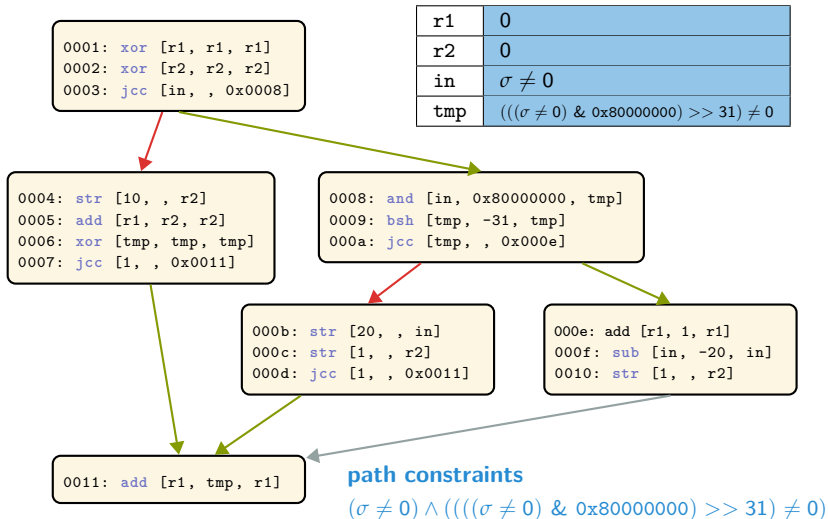 r1 0
r2 0
in σ ≠ 0
tmp (((σ ≠ 0) & 0x80000000) >> 31) ≠ 0
0001: xor [r1, r1, r1]
0002: xor [r2, r2, r2]
0003: jcc [in, , 0x0008]
0004: str [10, , r2]
0005: add [r1, r2, r2]
0006: xor [tmp, tmp, tmp]
0007: jcc [1, , 0x0011]
0008: and [in, 0x80000000, tmp]
0009: bsh [tmp, -31, tmp]
000a: jcc [tmp, , 0x000e]
000b: str [20, , in]
000c: str [1, , r2]
000d: jcc [1, , 0x0011]
000e: add [r1, 1, r1]
000f: sub [in, -20, in]
0010: str [1, , r2]
0011: add [r1, tmp, r1]
path constraints
(σ ≠ 0) ∧ ((((σ ≠ 0) & 0x80000000) >> 31) ≠ 0)